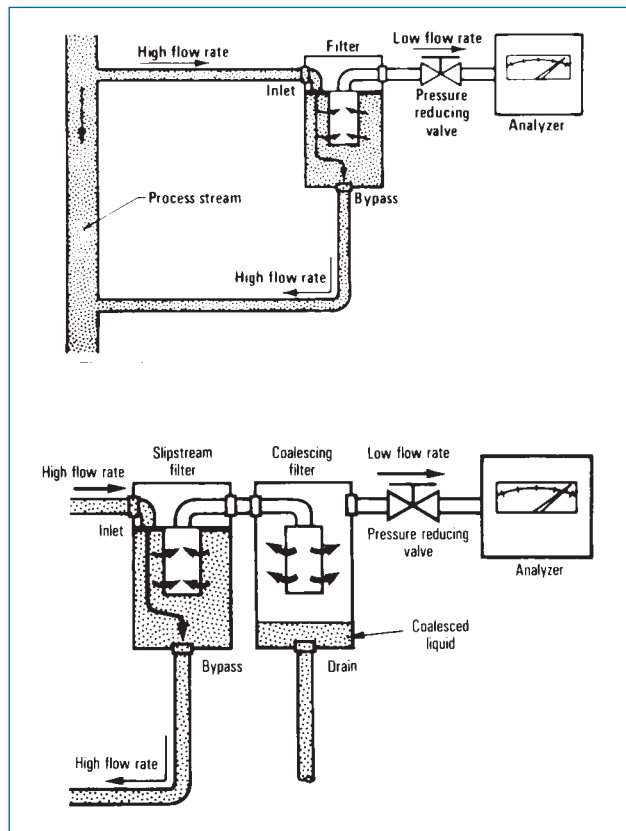 High flow rate
Filter
Low flow rate
Inlet
Pressure
reducing
valve
Analyzer
Process stream
Bypass
High flow rate
Slipstream
filter
Coalescing
filter
Low flow rate
High flow rate
Inlet
Pressure reducing
valve
Analyzer
Coalesced
liquid
Bypass
Drain
High flow rate